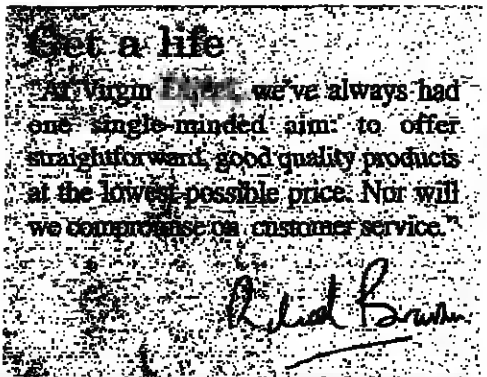 Get a life
"At Virgin we've always had
one single-minded aim: to offer
straightforward, good quality products
at the lowest possible price. Nor will
we compromise on customer service."
Richard